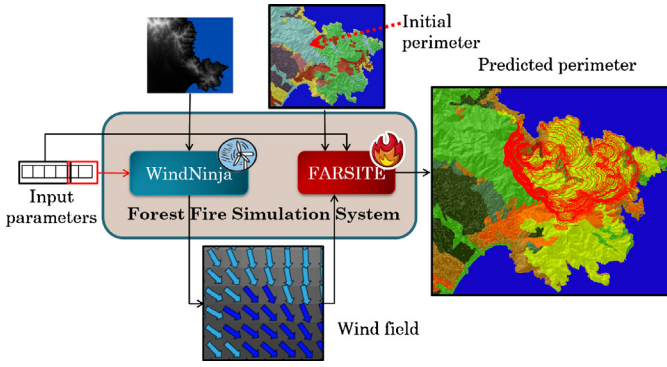 Initial
perimeter
Predicted perimeter
WindNinja
FARSITE
Input
parameters
Forest Fire Simulation System
Wind field